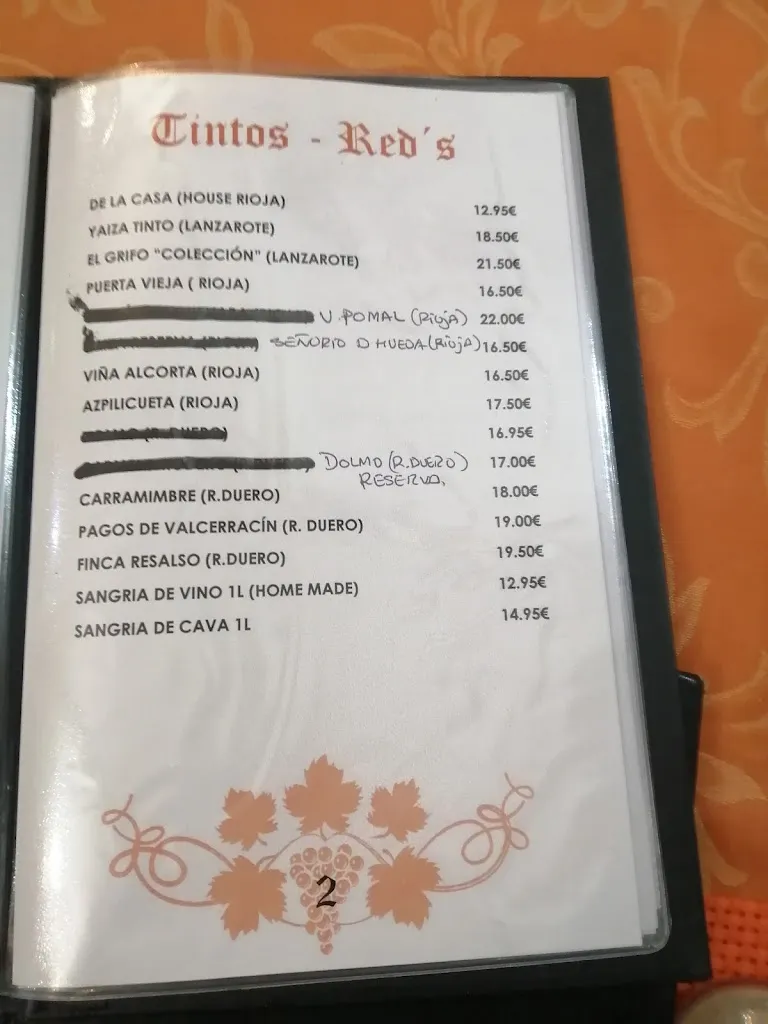 Tintos - Red´s
DE LA CASA (HOUSE RIOJA) 12.95€
YAIZA TINTO (LANZAROTE) 18.50€
EL GRIFO "COLECCIÓN" (LANZAROTE) 21.50€
PUERTA VIEJA ( RIOJA) 16.50€
V. POMAL (Rioja) 22.00€
SEÑORIO D HUEDA (Rioja) 16.50€
VIÑA ALCORTA (RIOJA) 16.50€
AZPILICUETA (RIOJA) 17.50€
16.95€
DOLMO (R.DUERO) 17.00€
RESERVA.
CARRAMIMBRE (R.DUERO) 18.00€
PAGOS DE VALCERRACÍN (R. DUERO) 19.00€
FINCA RESALSO (R.DUERO) 19.50€
SANGRIA DE VINO 1L (HOME MADE) 12.95€
SANGRIA DE CAVA 1L 14.95€
2